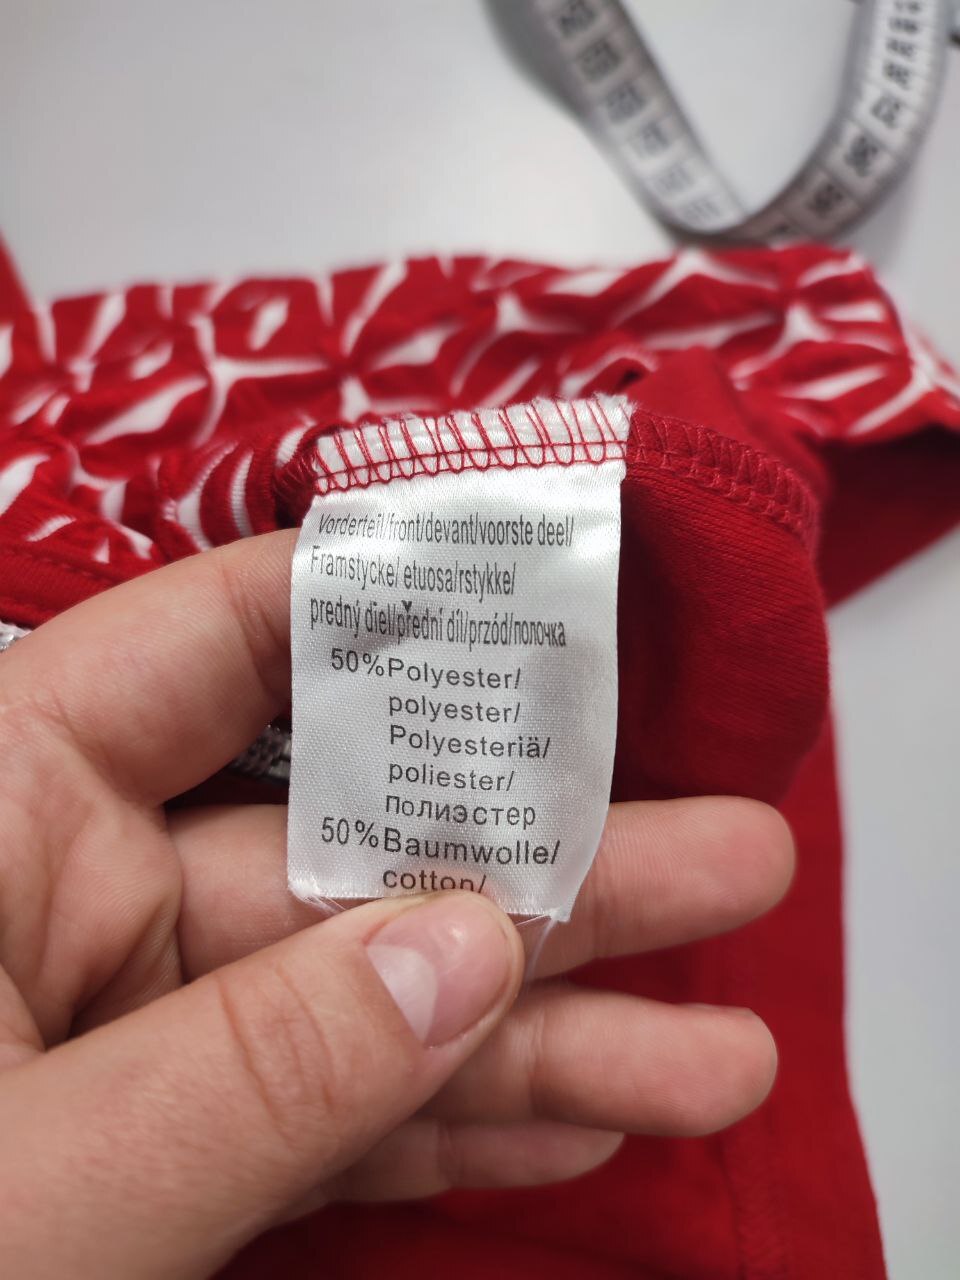 Vorderteil/front/devant/voorste deel/
Framstycke/ etuosa/rstykke/
predný diel/přední díl/przód/полочка
50%Polyester/
polyester/
Polyesteriä/
poliester/
полиэстер
50%Baumwolle/
cotton/